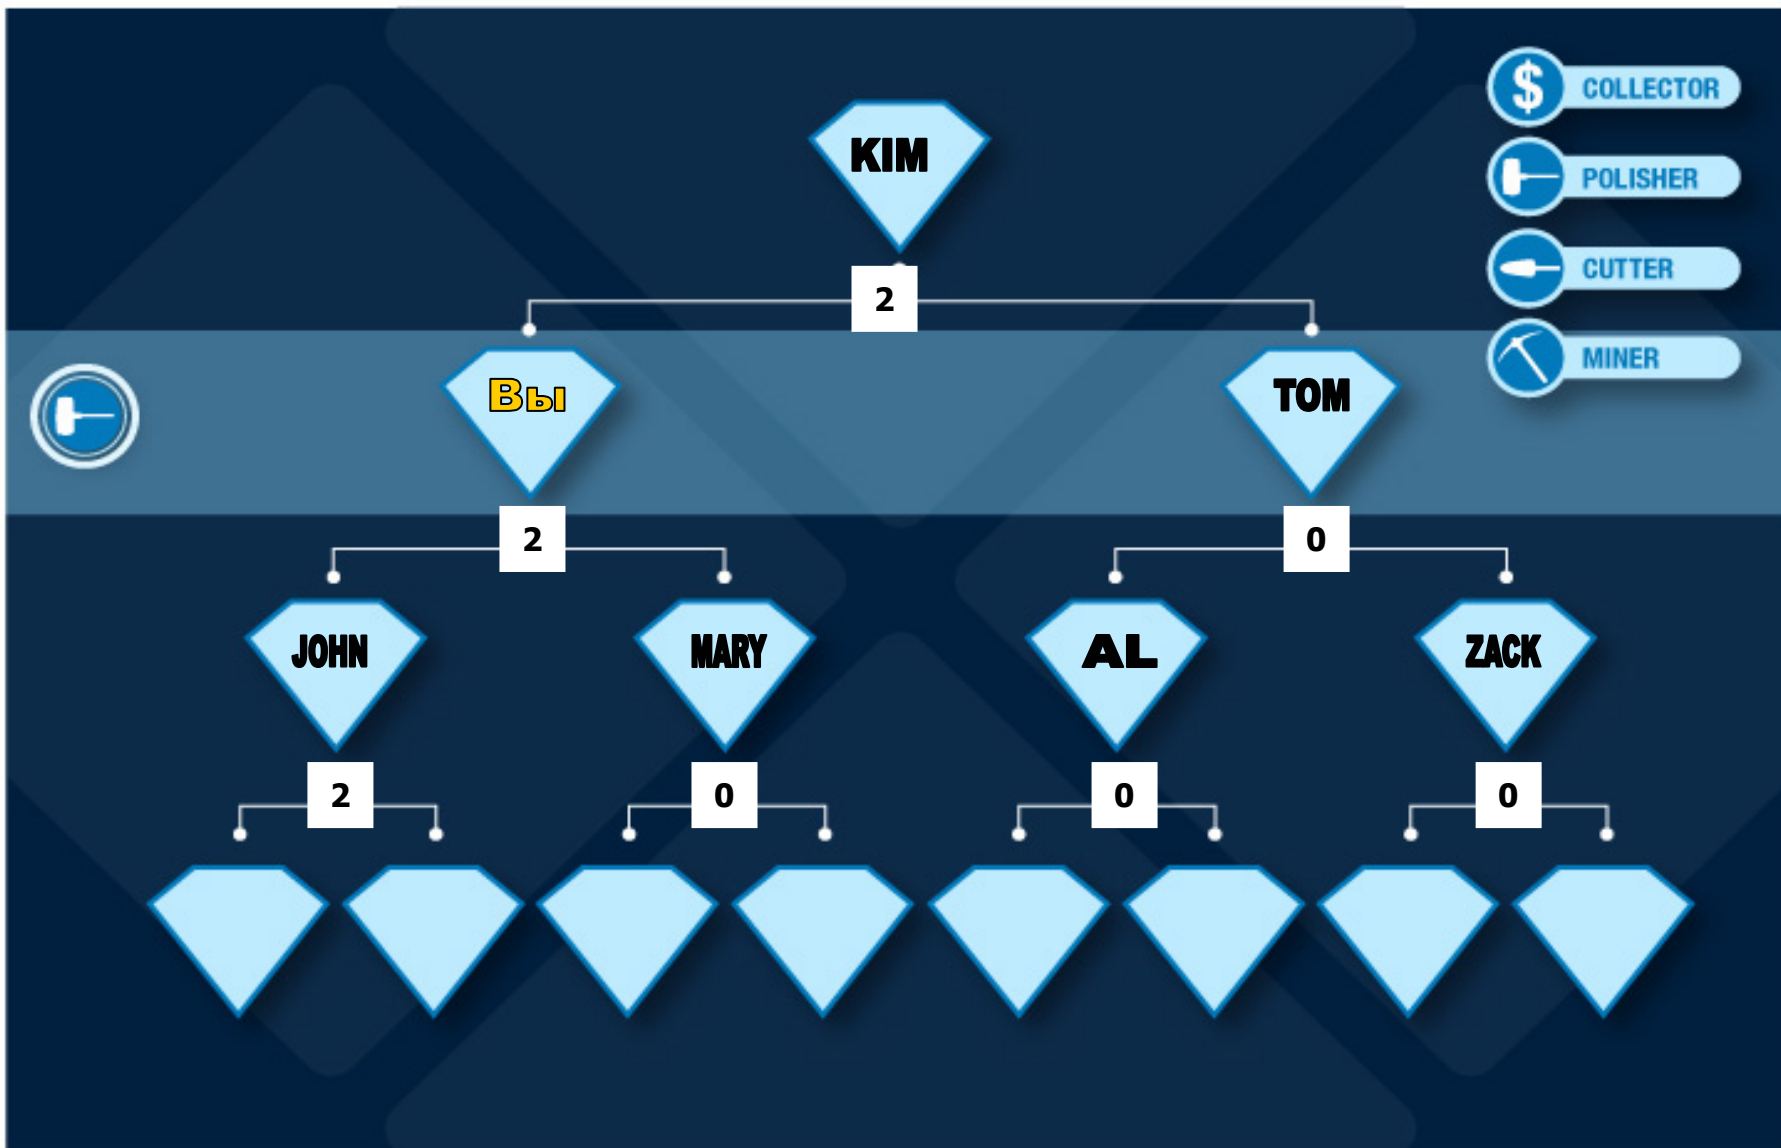 $ COLLECTOR
KIM
POLISHER
CUTTER
2
MINER
Вы
TOM
2
0
JOHN
MARY
AL
ZACK
2
0
0
0